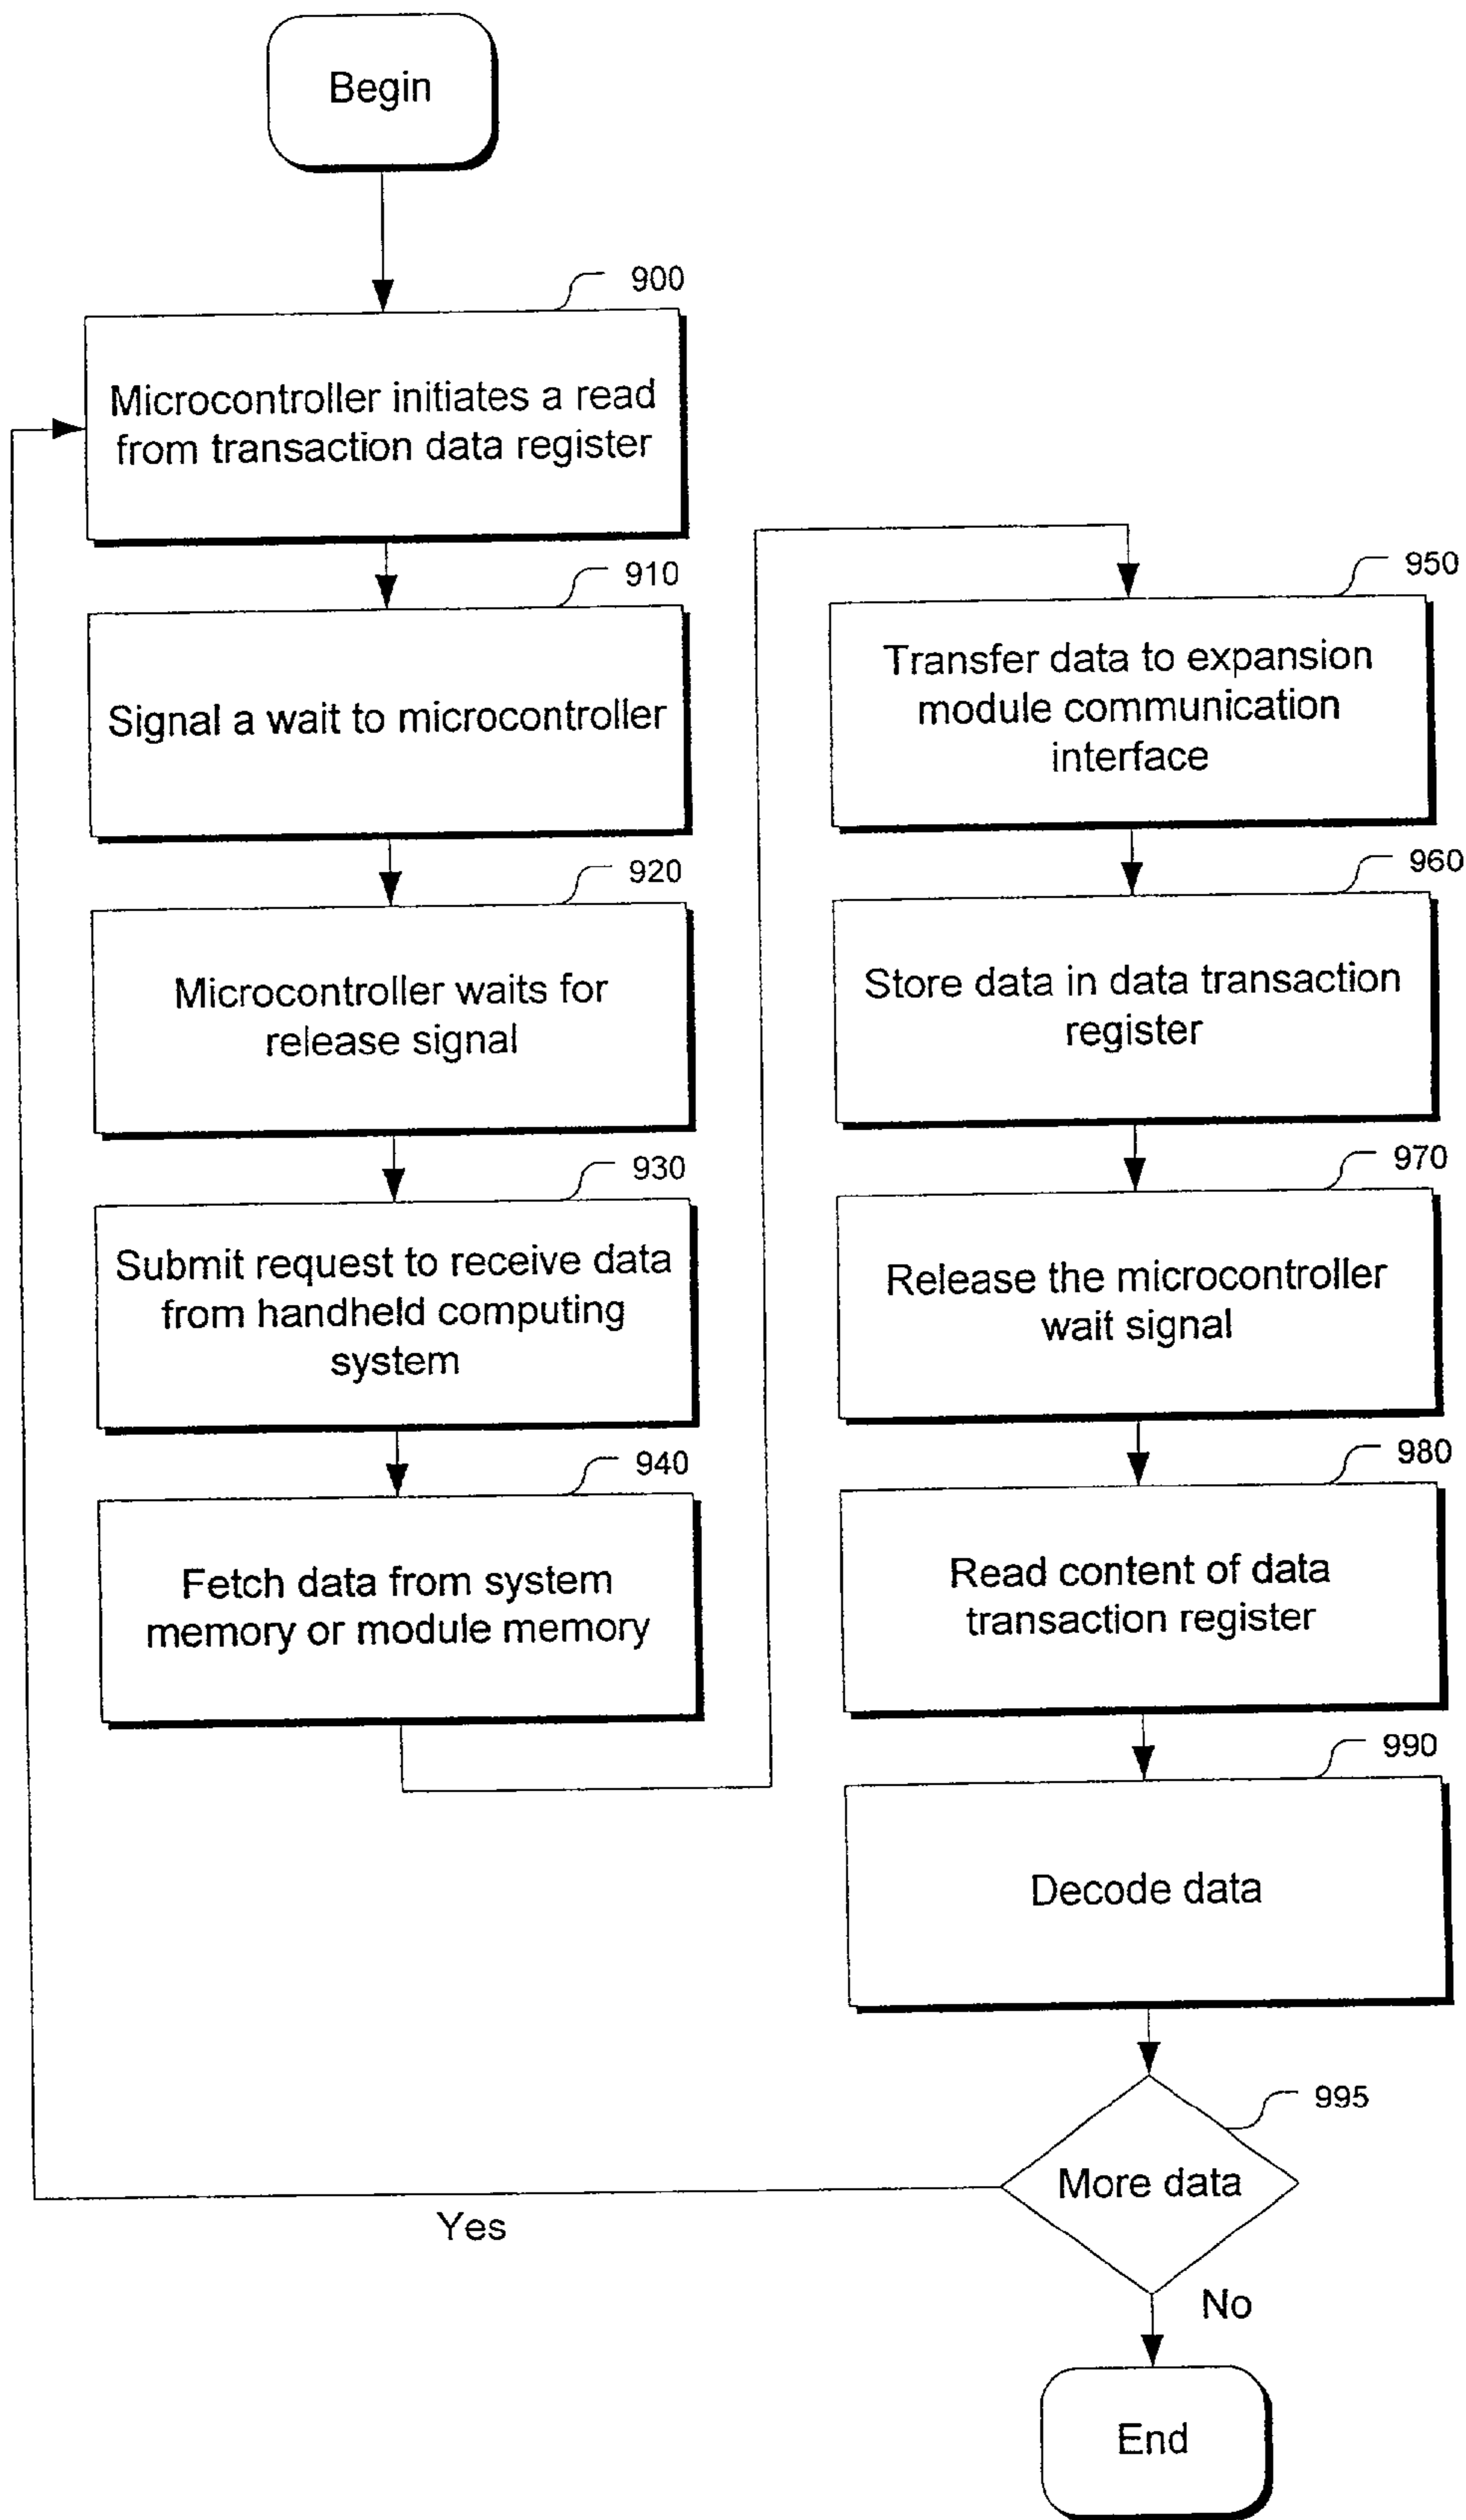 Begin
900
Microcontroller initiates a read
from transaction data register
910
Signal a wait to microcontroller
920
Microcontroller waits for
release signal
930
Submit request to receive data
from handheld computing
system
940
Fetch data from system
memory or module memory
950
Transfer data to expansion
module communication
interface
960
Store data in data transaction
register
970
Release the microcontroller
wait signal
980
Read content of data
transaction register
990
Decode data
995
More data
Yes
No
End